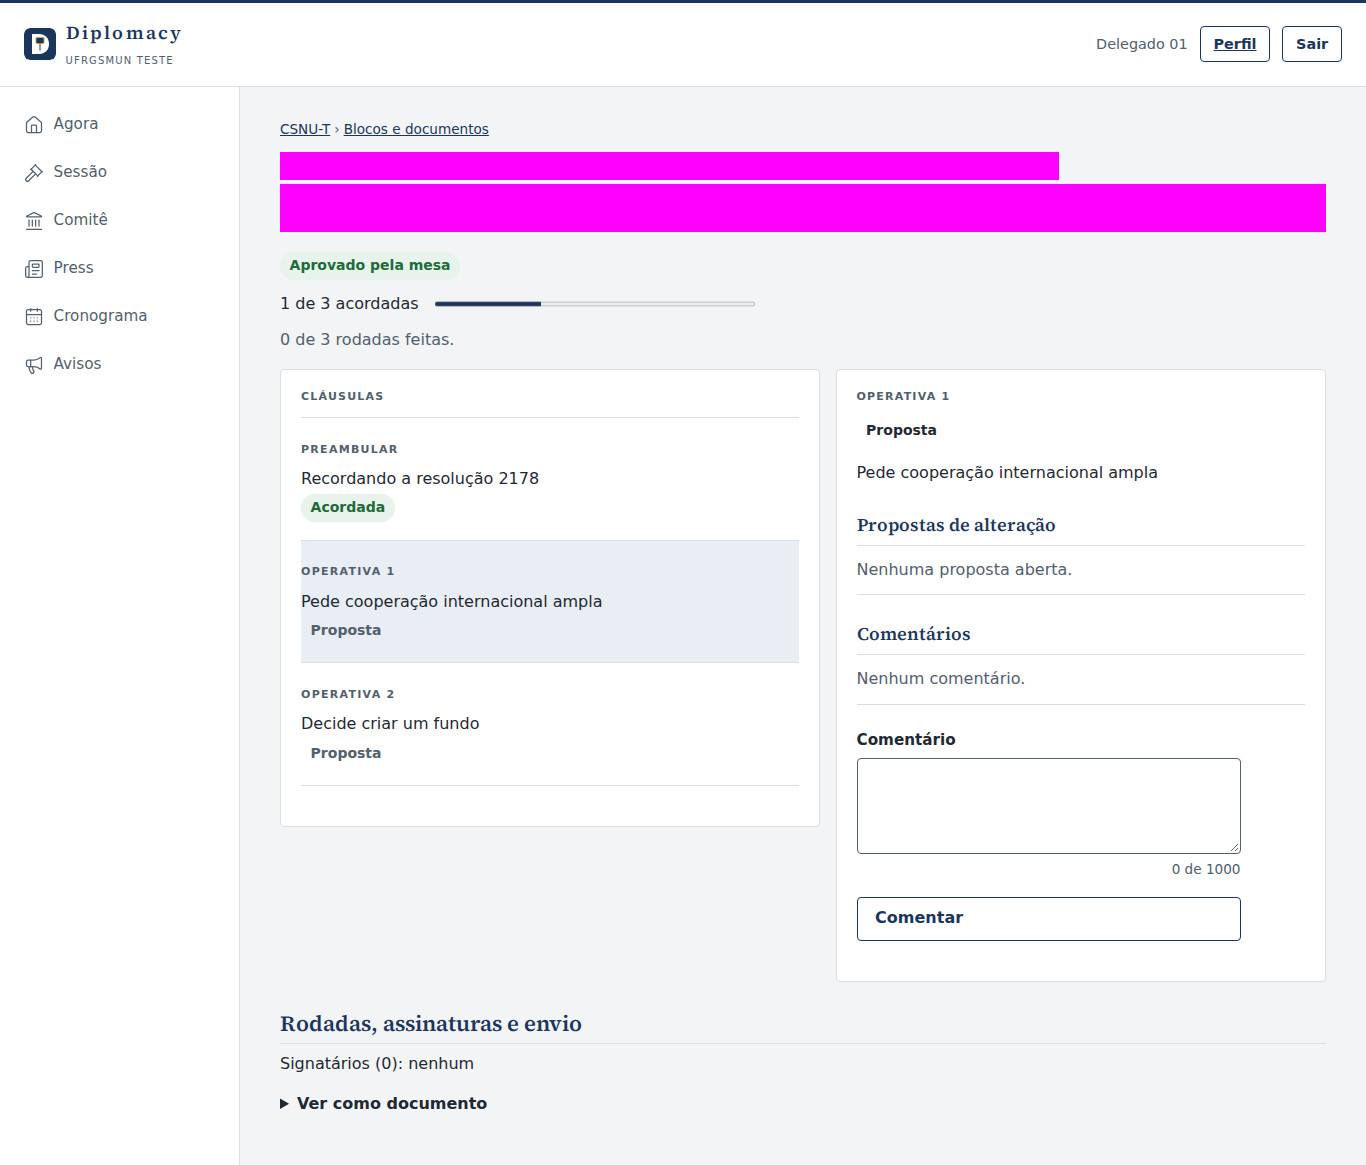 Diplomacy
UFRGSMUN TESTE
Delegado 01
Perfil
Sair
Agora
Sessão
Comitê
Press
Cronograma
Avisos
CSNU-T › Blocos e documentos
Aprovado pela mesa
1 de 3 acordadas
0 de 3 rodadas feitas.
CLÁUSULAS
PREAMBULAR
Recordando a resolução 2178
Acordada
OPERATIVA 1
Pede cooperação internacional ampla
Proposta
OPERATIVA 2
Decide criar um fundo
Proposta
OPERATIVA 1
Proposta
Pede cooperação internacional ampla
Propostas de alteração
Nenhuma proposta aberta.
Comentários
Nenhum comentário.
Comentário
0 de 1000
Comentar
Rodadas, assinaturas e envio
Signatários (0): nenhum
Ver como documento